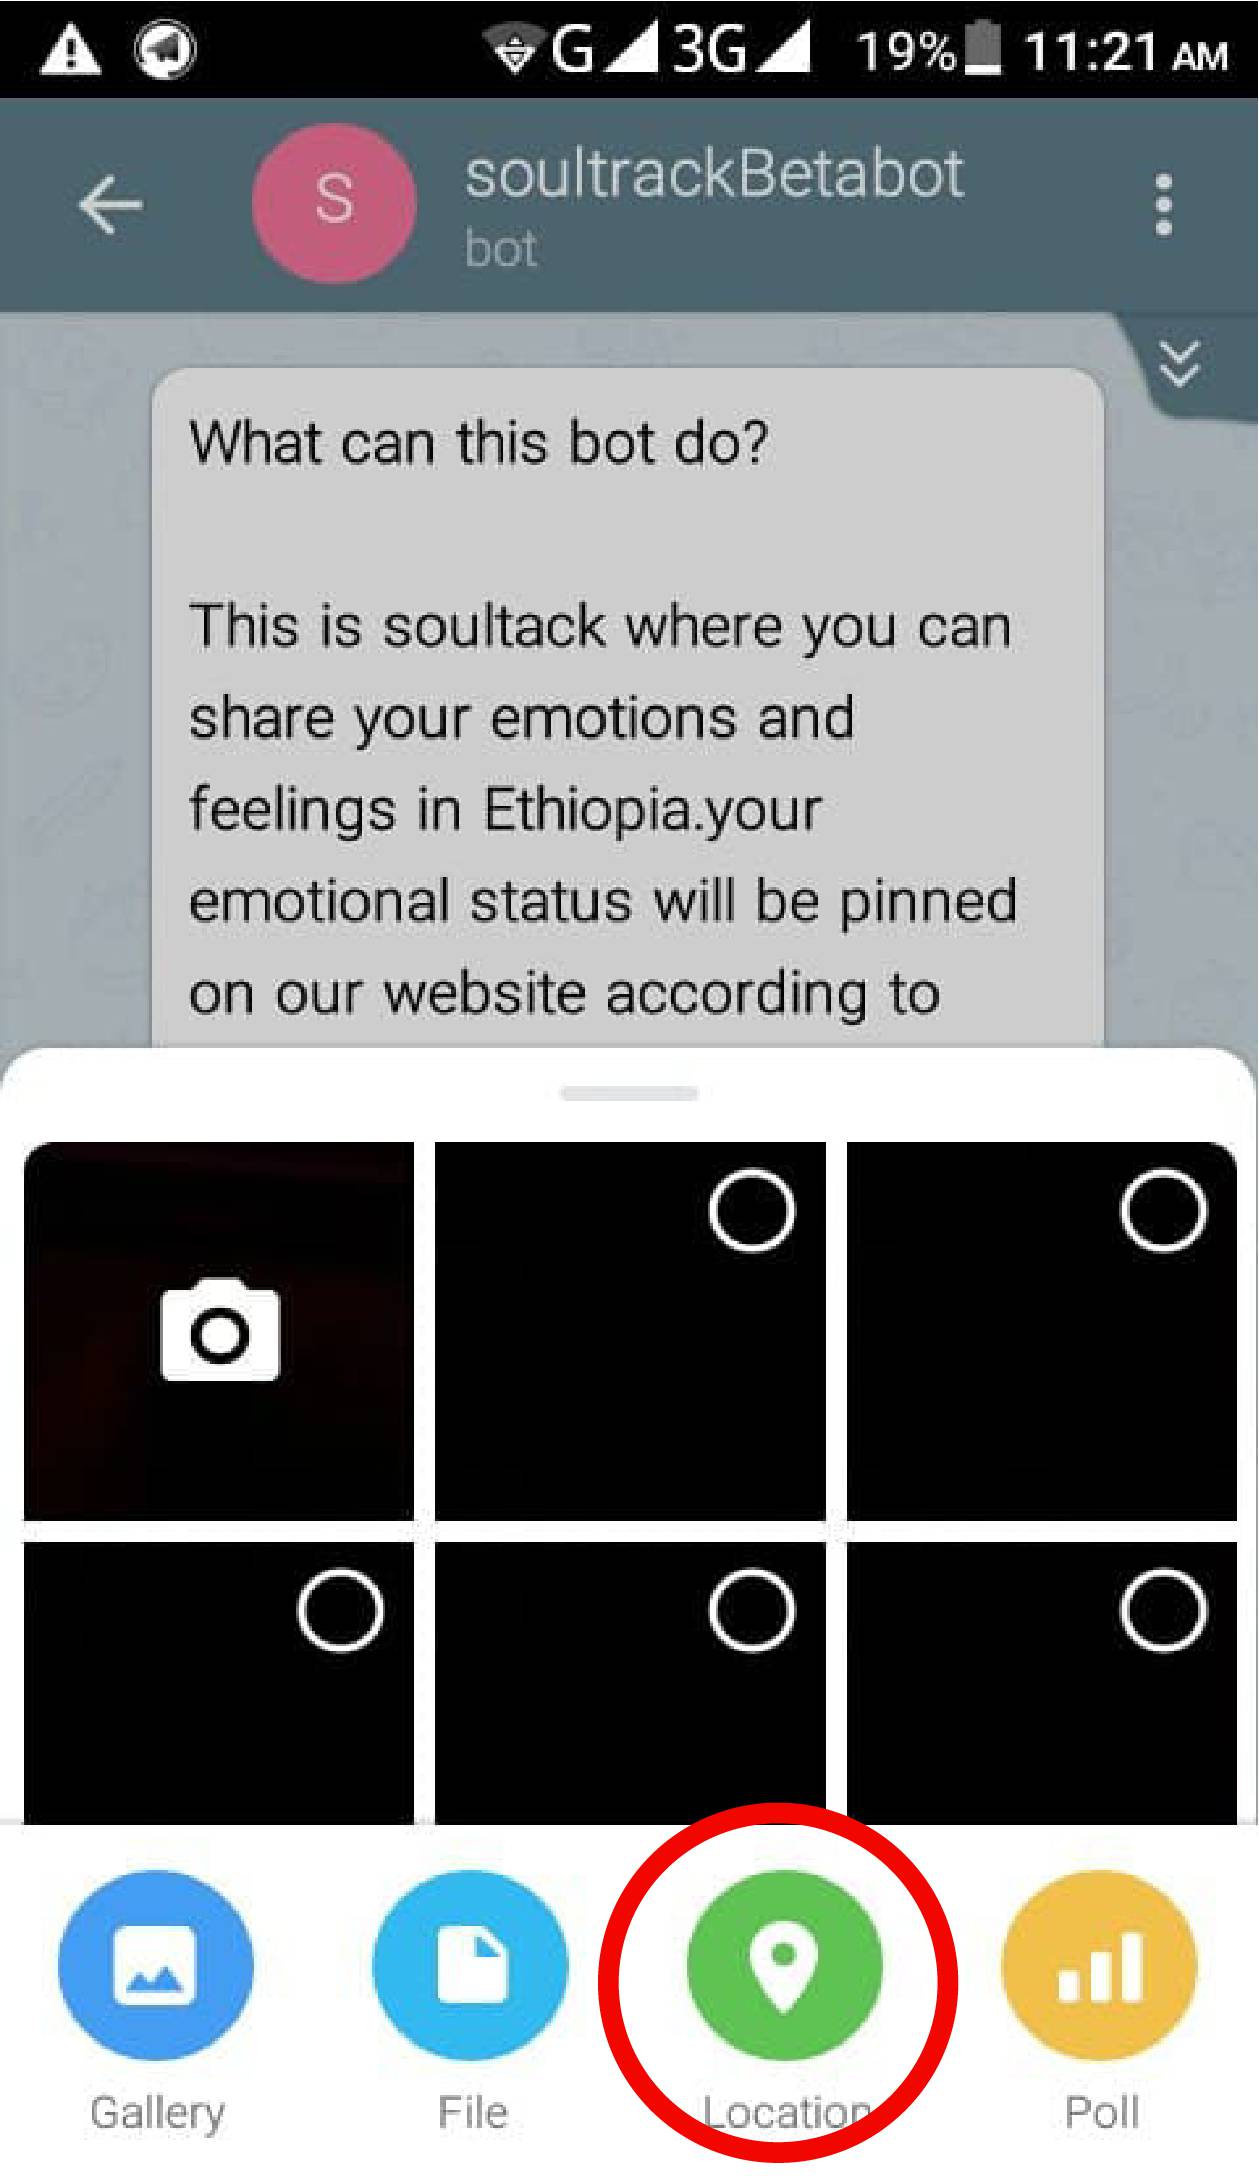 G 3G 19% 11:21 AM
S
soultrackBetabot
bot
What can this bot do?
This is soultack where you can
share your emotions and
feelings in Ethiopia.your
emotional status will be pinned
on our website according to
Gallery File Location Poll